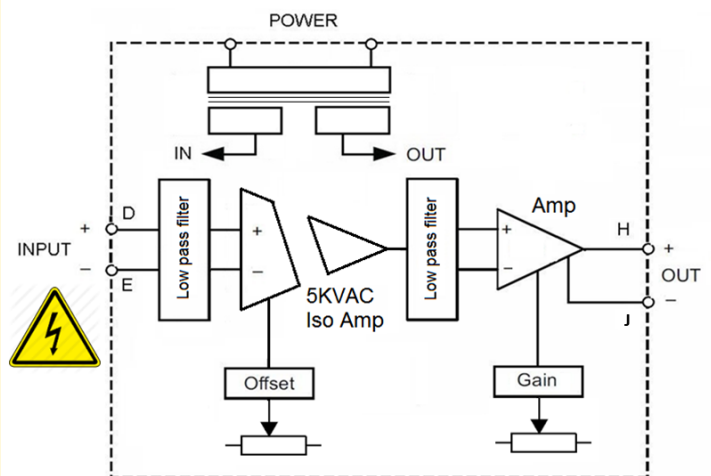 POWER
IN
OUT
Low pass filter
Low pass filter
Amp
D
+
INPUT
−
E
+
−
5KVAC
Iso Amp
+
−
H
+
OUT
−
J
Offset
Gain